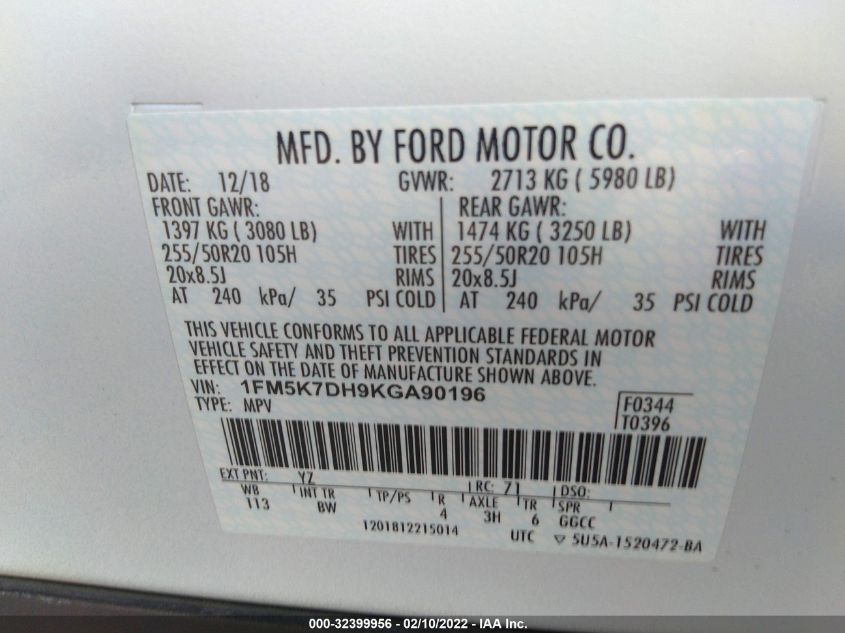 MFD. BY FORD MOTOR CO.
DATE: 12/18 GVWR: 2713 KG ( 5980 LB)
FRONT GAWR: REAR GAWR:
1397 KG ( 3080 LB) WITH 1474 KG ( 3250 LB) WITH
255/50R20 105H TIRES 255/50R20 105H TIRES
20x8.5J RIMS 20x8.5J RIMS
AT 240 kPa/ 35 PSI COLD AT 240 kPa/ 35 PSI COLD
THIS VEHICLE CONFORMS TO ALL APPLICABLE FEDERAL MOTOR
VEHICLE SAFETY AND THEFT PREVENTION STANDARDS IN
EFFECT ON THE DATE OF MANUFACTURE SHOWN ABOVE.
VIN: 1FM5K7DH9KGA90196
TYPE: MPV
F0344
T0396
EXT PNT: YZ RC: 71 DSO:
WB INT TR TP/PS R AXLE TR SPR
113 BW 4 3H 6 GGCC
1201812215014 UTC ▽ 5U5A-1520472-BA
000-32399956 - 02/10/2022 - IAA Inc.